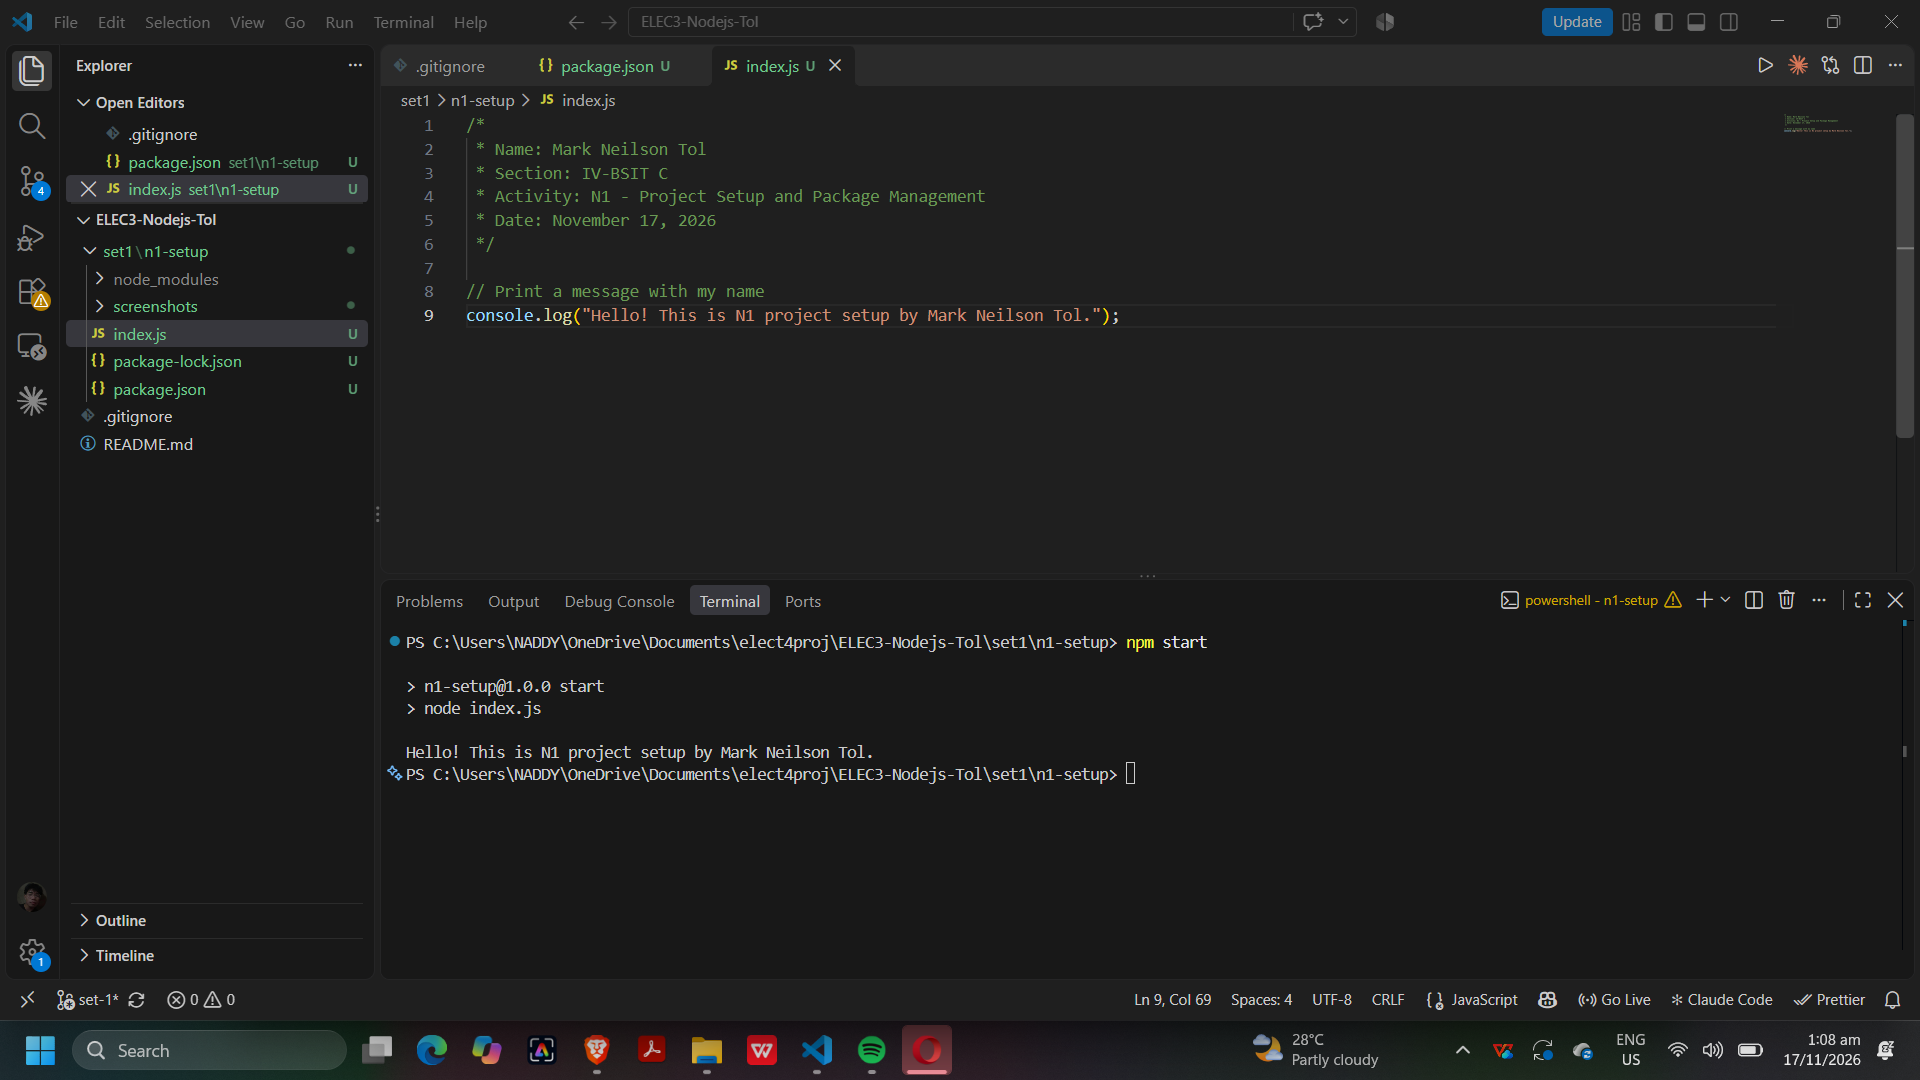 File Edit Selection View Go Run Terminal Help
ELEC3-Nodejs-Tol
Update
Explorer
Open Editors
.gitignore
package.json set1\n1-setup U
index.js set1\n1-setup U
ELEC3-Nodejs-Tol
set1\n1-setup
node_modules
screenshots
index.js U
package-lock.json U
package.json U
.gitignore
README.md
Outline
Timeline
4
1
.gitignore
package.json U
index.js U
set1 > n1-setup > JS index.js
1 /*
2  * Name: Mark Neilson Tol
3  * Section: IV-BSIT C
4  * Activity: N1 - Project Setup and Package Management
5  * Date: November 17, 2026
6  */
7
8 // Print a message with my name
9 console.log("Hello! This is N1 project setup by Mark Neilson Tol.");
Problems Output Debug Console Terminal Ports
powershell - n1-setup
PS C:\Users\NADDY\OneDrive\Documents\elect4proj\ELEC3-Nodejs-Tol\set1\n1-setup> npm start
> n1-setup@1.0.0 start
> node index.js
Hello! This is N1 project setup by Mark Neilson Tol.
PS C:\Users\NADDY\OneDrive\Documents\elect4proj\ELEC3-Nodejs-Tol\set1\n1-setup>
set-1* 0 0
Ln 9, Col 69 Spaces: 4 UTF-8 CRLF {} JavaScript Go Live Claude Code Prettier
Search
28°C
Partly cloudy
ENG
US
1:08 am
17/11/2026